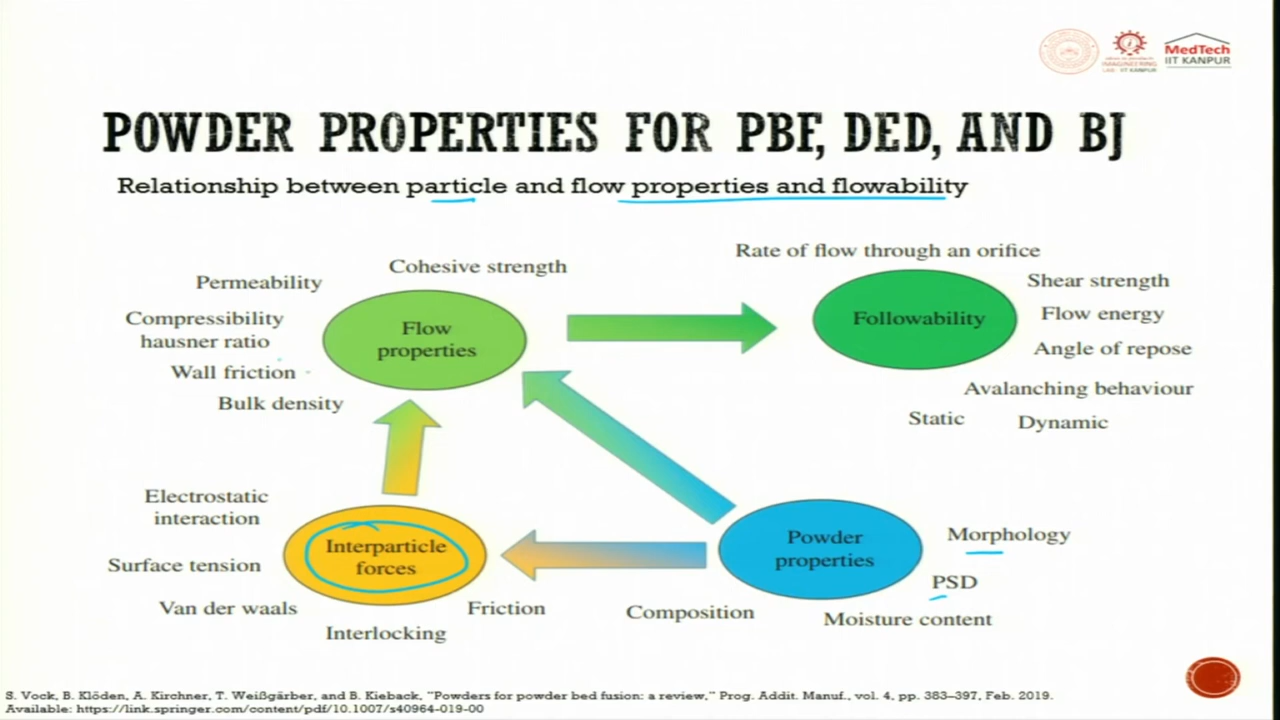 MedTech
IIT KANPUR
POWDER PROPERTIES FOR PBF, DED, AND BJ
Relationship between particle and flow properties and flowability
Permeability
Cohesive strength
Compressibility
hausner ratio
Wall friction
Bulk density
Flow
properties
Rate of flow through an orifice
Followability
Shear strength
Flow energy
Angle of repose
Avalanching behaviour
Static
Dynamic
Electrostatic
interaction
Surface tension
Van der waals
Interlocking
Friction
Interparticle
forces
Powder
properties
Morphology
PSD
Moisture content
Composition
S. Vock, B. Klöden, A. Kirchner, T. Weißgärber, and B. Kieback, "Powders for powder bed fusion: a review," Prog. Addit. Manuf., vol. 4, pp. 383–397, Feb. 2019.
Available: https://link.springer.com/content/pdf/10.1007/s40964-019-00